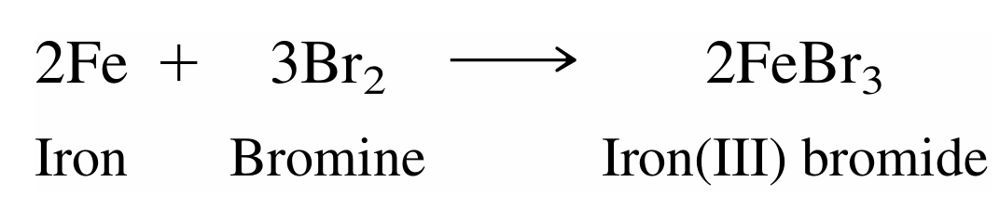 2Fe + 3Br₂ ⟶ 2FeBr₃
Iron Bromine Iron(III) bromide